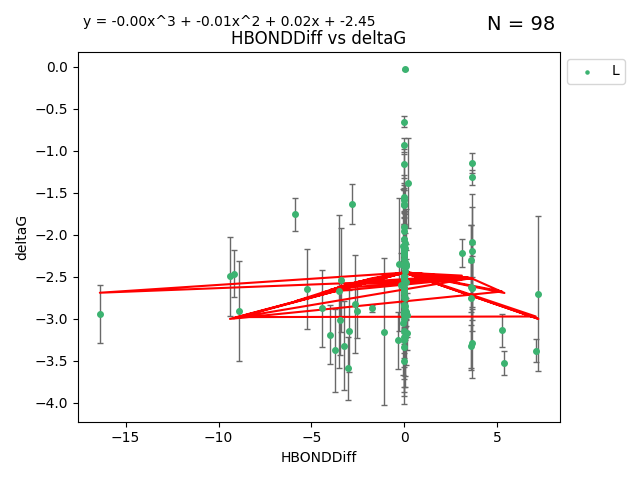 y = -0.00x^3 + -0.01x^2 + 0.02x + -2.45
N = 98
HBONDDiff vs deltaG
L
deltaG
0.0
−0.5
−1.0
−1.5
−2.0
−2.5
−3.0
−3.5
−4.0
−15
−10
−5
0
5
HBONDDiff